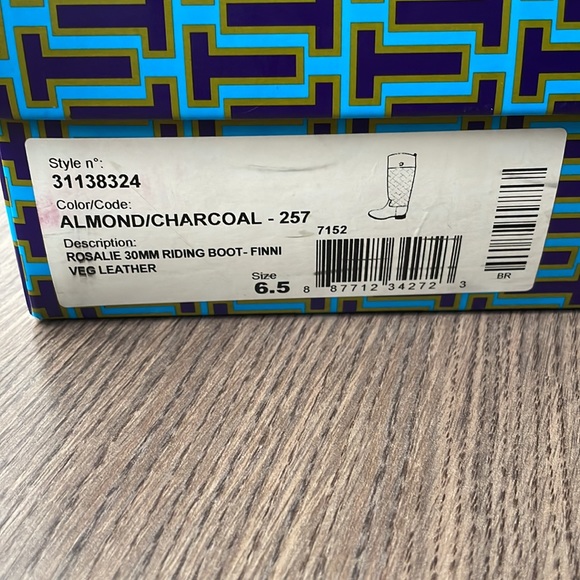 Style n°:
31138324
Color/Code:
ALMOND/CHARCOAL - 257
Description:
ROSALIE 30MM RIDING BOOT- FINNI
VEG LEATHER
Size
6.5
7152
8 87712 34272 3
BR